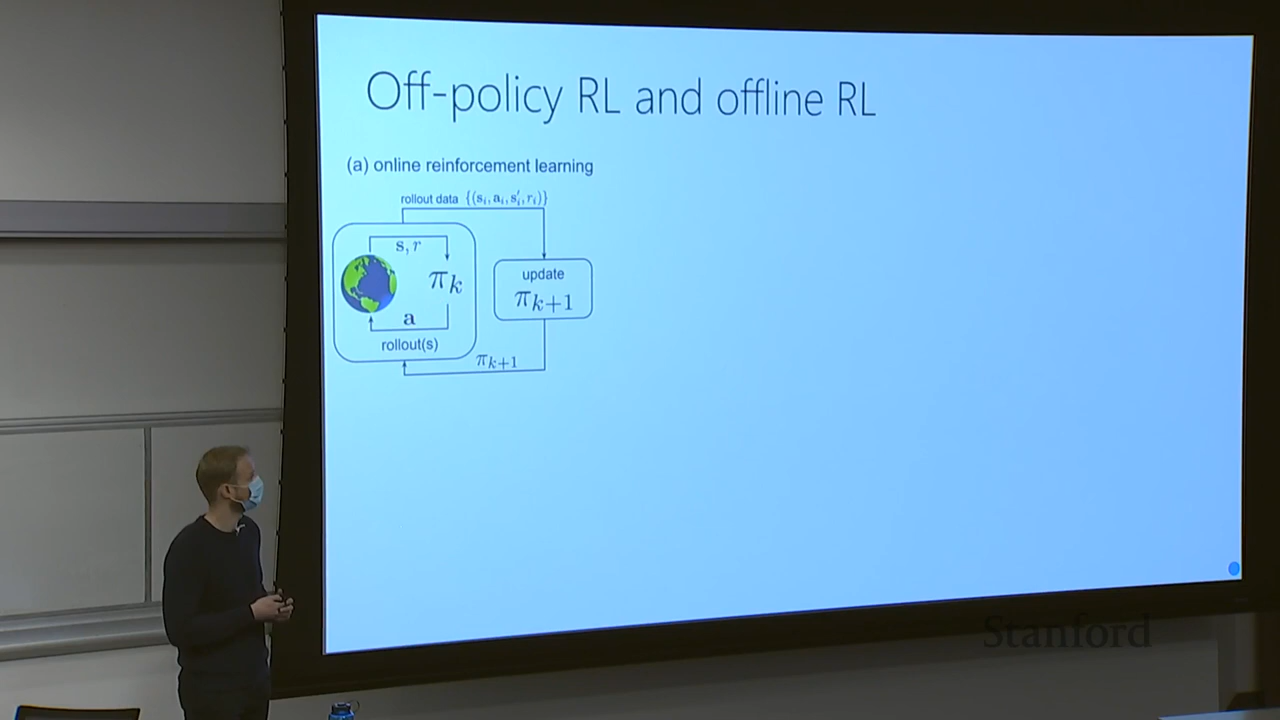 Off-policy RL and offline RL
(a) online reinforcement learning
rollout data {(sᵢ, aᵢ, s′ᵢ, rᵢ)}
s, r
πₖ
a
rollout(s)
update
πₖ₊₁
πₖ₊₁
Stanford